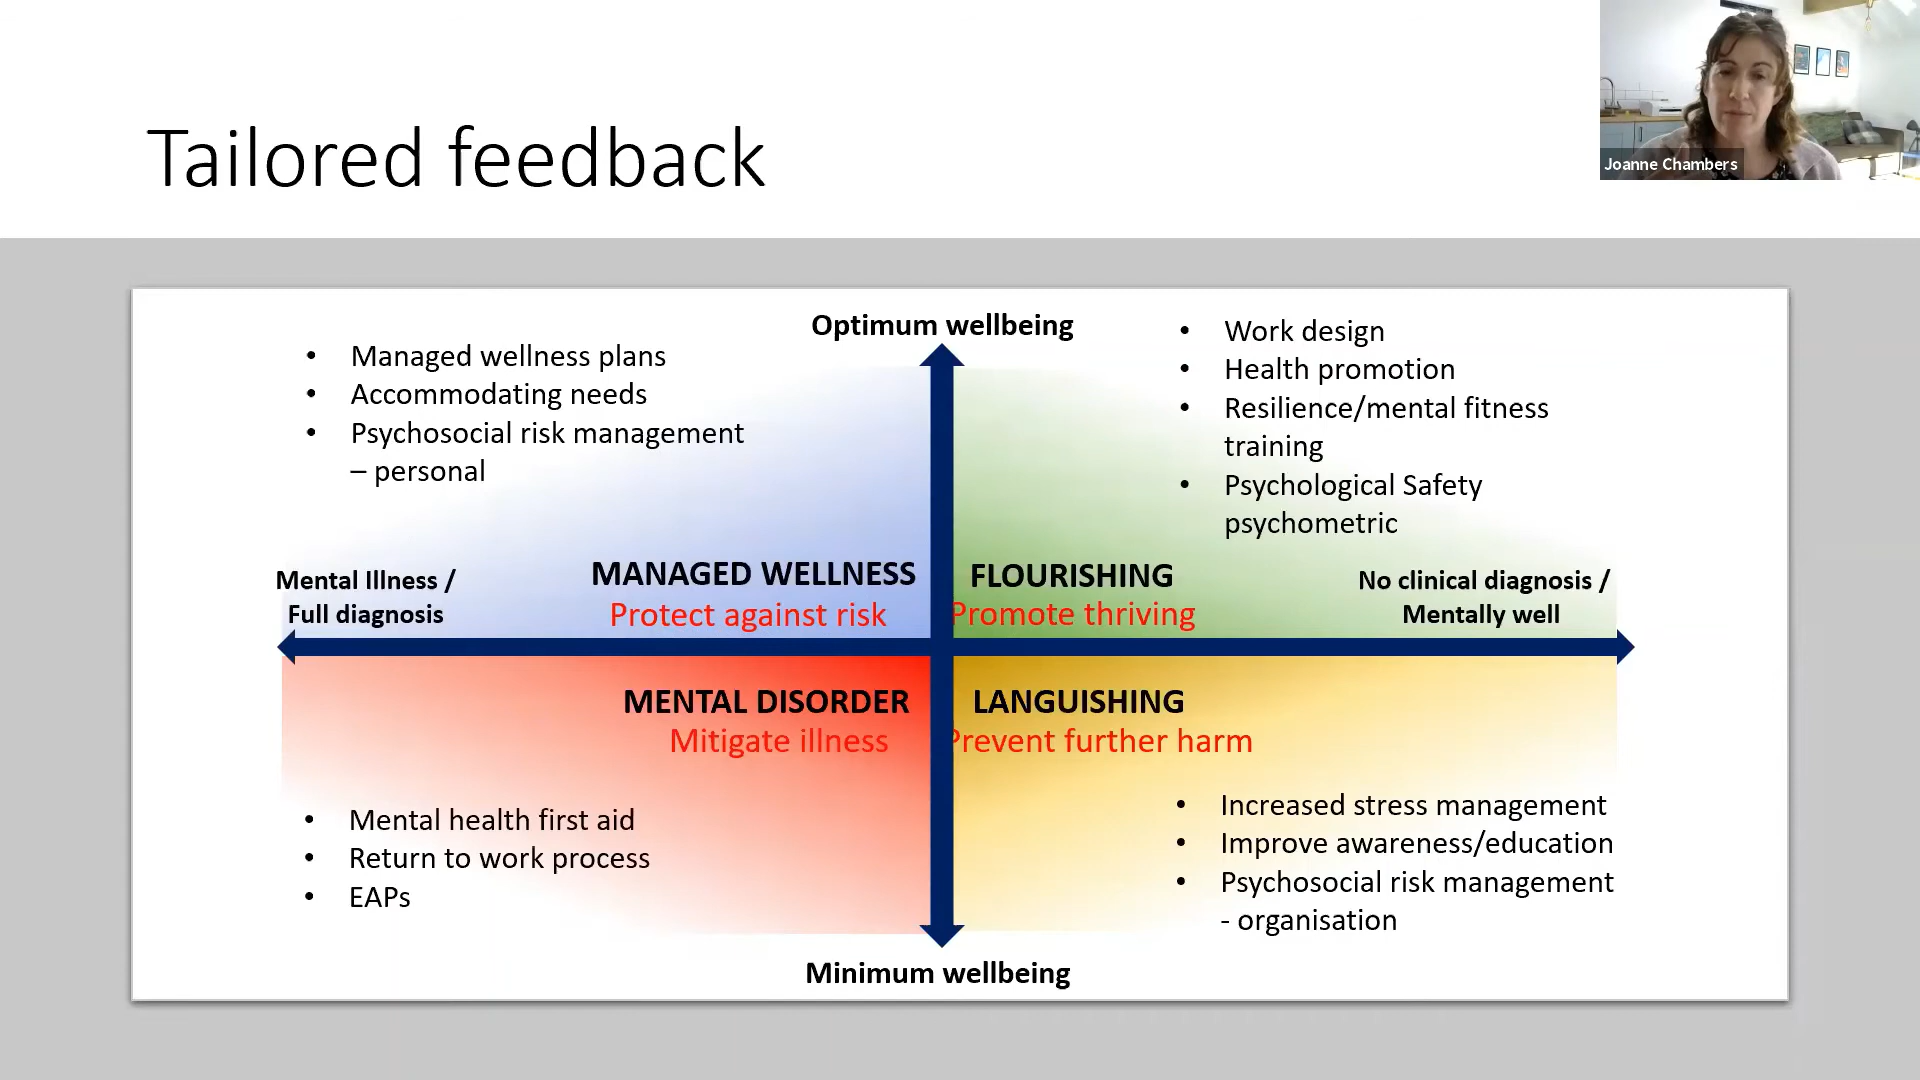 Tailored feedback
Joanne Chambers
Optimum wellbeing
• Managed wellness plans
• Accommodating needs
• Psychosocial risk management
– personal
• Work design
• Health promotion
• Resilience/mental fitness
training
• Psychological Safety
psychometric
Mental Illness /
Full diagnosis
MANAGED WELLNESS
Protect against risk
FLOURISHING
Promote thriving
No clinical diagnosis /
Mentally well
MENTAL DISORDER
Mitigate illness
LANGUISHING
Prevent further harm
• Mental health first aid
• Return to work process
• EAPs
• Increased stress management
• Improve awareness/education
• Psychosocial risk management
- organisation
Minimum wellbeing